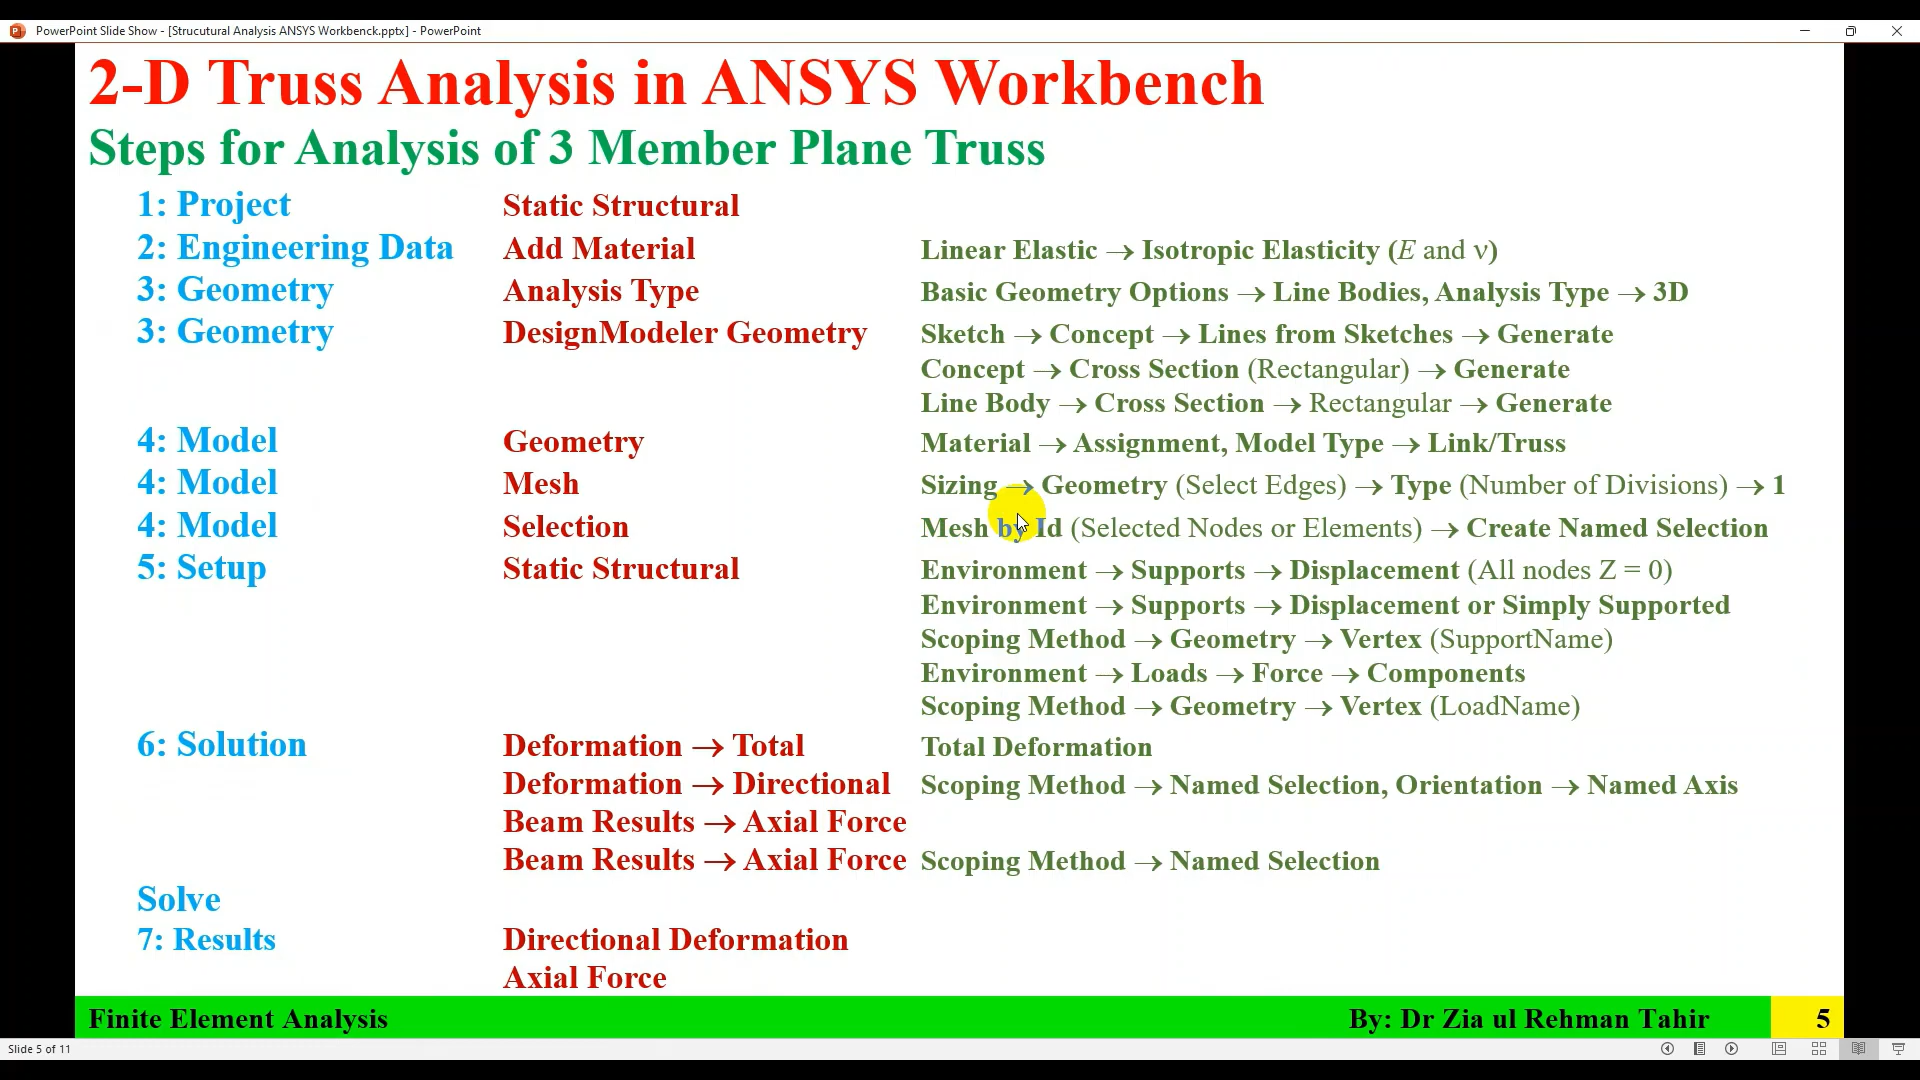 PowerPoint Slide Show - [Strucutural Analysis ANSYS Workbenck.pptx] - PowerPoint
2-D Truss Analysis in ANSYS Workbench
Steps for Analysis of 3 Member Plane Truss
1: Project Static Structural
2: Engineering Data Add Material Linear Elastic → Isotropic Elasticity (E and ν)
3: Geometry Analysis Type Basic Geometry Options → Line Bodies, Analysis Type → 3D
3: Geometry DesignModeler Geometry Sketch → Concept → Lines from Sketches → Generate
Concept → Cross Section (Rectangular) → Generate
Line Body → Cross Section → Rectangular → Generate
4: Model Geometry Material → Assignment, Model Type → Link/Truss
4: Model Mesh Sizing → Geometry (Select Edges) → Type (Number of Divisions) → 1
4: Model Selection Mesh by Id (Selected Nodes or Elements) → Create Named Selection
5: Setup Static Structural Environment → Supports → Displacement (All nodes Z = 0)
Environment → Supports → Displacement or Simply Supported
Scoping Method → Geometry → Vertex (SupportName)
Environment → Loads → Force → Components
Scoping Method → Geometry → Vertex (LoadName)
6: Solution Deformation → Total Total Deformation
Deformation → Directional Scoping Method → Named Selection, Orientation → Named Axis
Beam Results → Axial Force
Beam Results → Axial Force Scoping Method → Named Selection
Solve
7: Results Directional Deformation
Axial Force
Finite Element Analysis By: Dr Zia ul Rehman Tahir 5
Slide 5 of 11